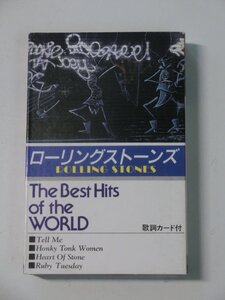 ローリングストーンズ
ROLLING STONES
The Best Hits
of the
WORLD
歌詞カード付
■Tell Me
■Honky Tonk Women
■Heart Of Stone
■Ruby Tuesday